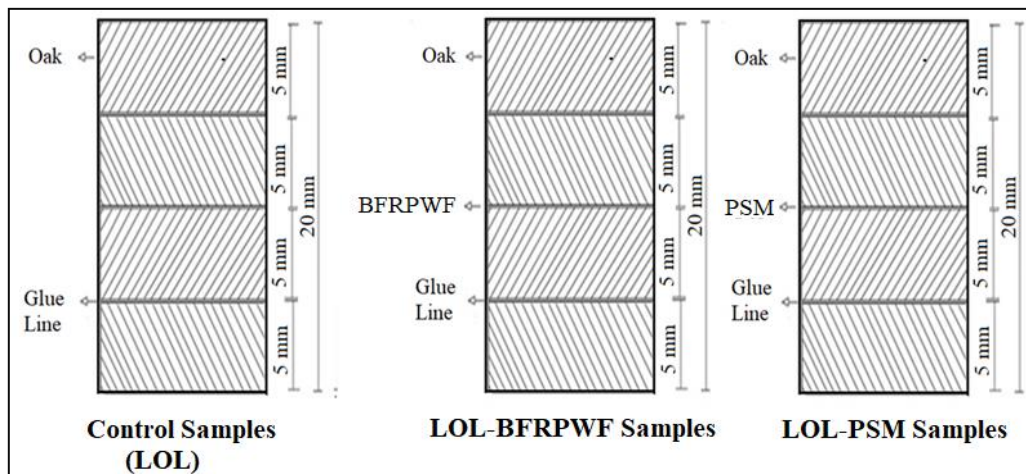 Oak
5 mm
5 mm
5 mm
5 mm
20 mm
Glue
Line
Control Samples
(LOL)
Oak
BFRPWF
Glue
Line
5 mm
5 mm
5 mm
5 mm
20 mm
LOL-BFRPWF Samples
Oak
PSM
Glue
Line
5 mm
5 mm
5 mm
5 mm
20 mm
LOL-PSM Samples